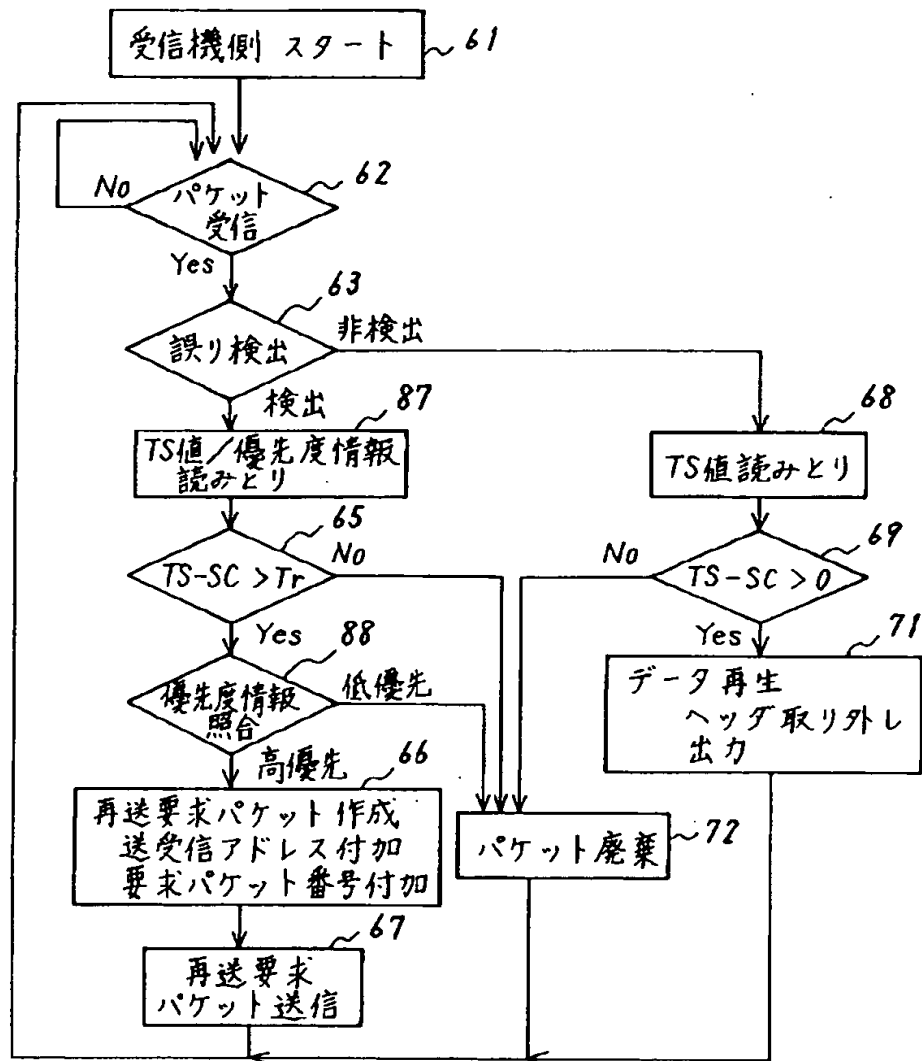 受信機側 スタート
61
パケット
受信
62
No
Yes
誤り検出
63
非検出
検出
TS値/優先度情報
読みとり
87
TS値読みとり
68
TS-SC>Tr
65
No
Yes
TS-SC>0
69
No
Yes
優先度情報
照合
88
低優先
高優先
データ再生
ヘッダ取り外し
出力
71
再送要求パケット作成
送受信アドレス付加
要求パケット番号付加
66
パケット廃棄
72
再送要求
パケット送信
67